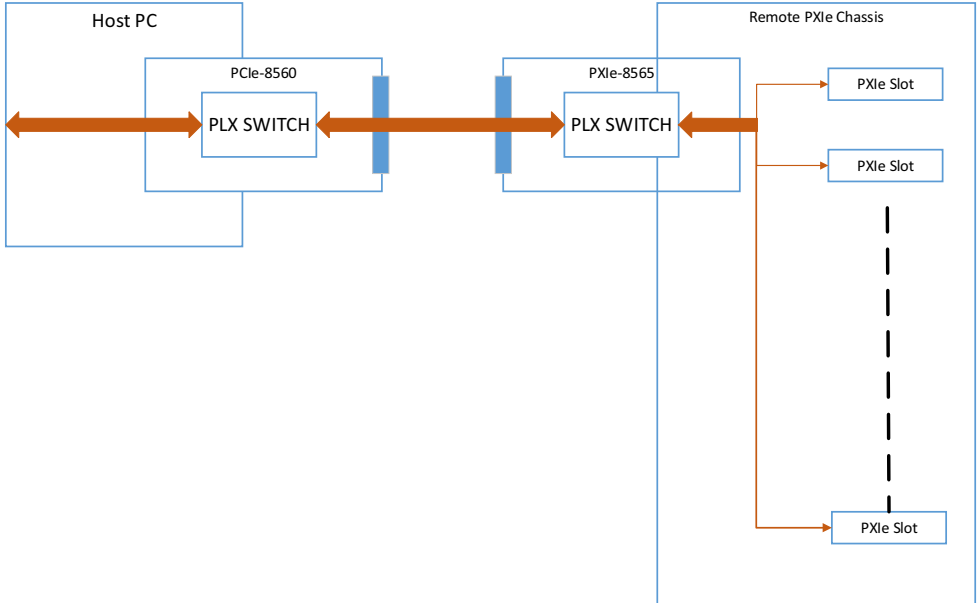 Host PC
Remote PXIe Chassis
PCIe-8560
PXIe-8565
PLX SWITCH
PLX SWITCH
PXIe Slot
PXIe Slot
PXIe Slot